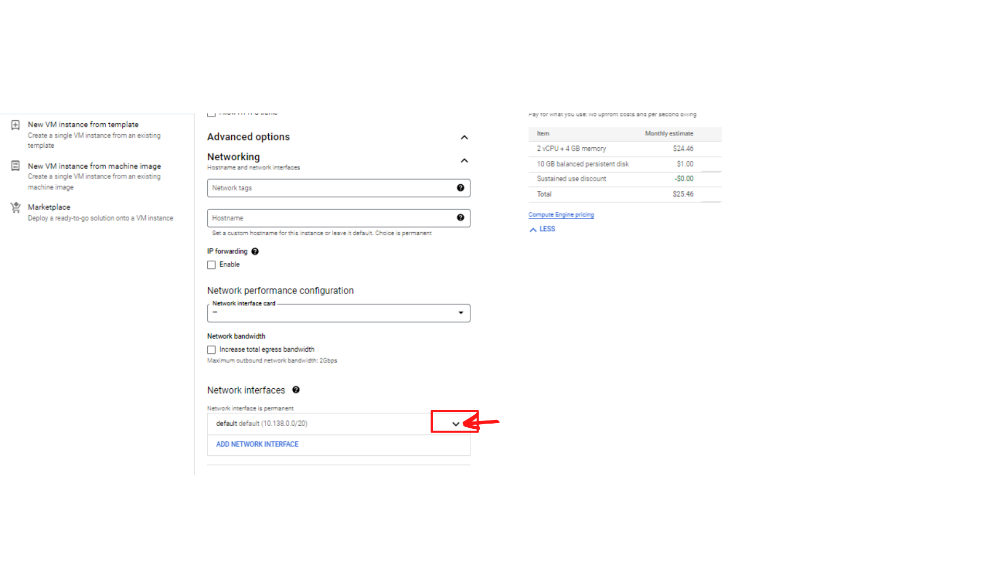 New VM instance from template
Create a single VM instance from an existing
template
New VM instance from machine image
Create a single VM instance from an existing
machine image
Marketplace
Deploy a ready-to-go solution onto a VM instance
Advanced options
Networking
Hostname and network interfaces
Network tags
Hostname
Set a custom hostname for this instance or leave it default. Choice is permanent
IP forwarding
Enable
Network performance configuration
Network interface card
–
Network bandwidth
Increase total egress bandwidth
Maximum outbound network bandwidth: 2Gbps
Network interfaces
Network interface is permanent
default default (10.138.0.0/20)
ADD NETWORK INTERFACE
Pay for what you use: No upfront costs and per second billing
Item Monthly estimate
2 vCPU + 4 GB memory $24.46
10 GB balanced persistent disk $1.00
Sustained use discount -$0.00
Total $25.46
Compute Engine pricing
LESS